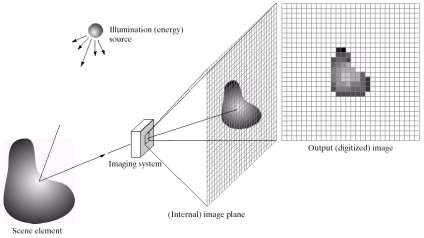 Illumination (energy)
source
Imaging system
Output (digitized) image
(Internal) image plane
Scene element